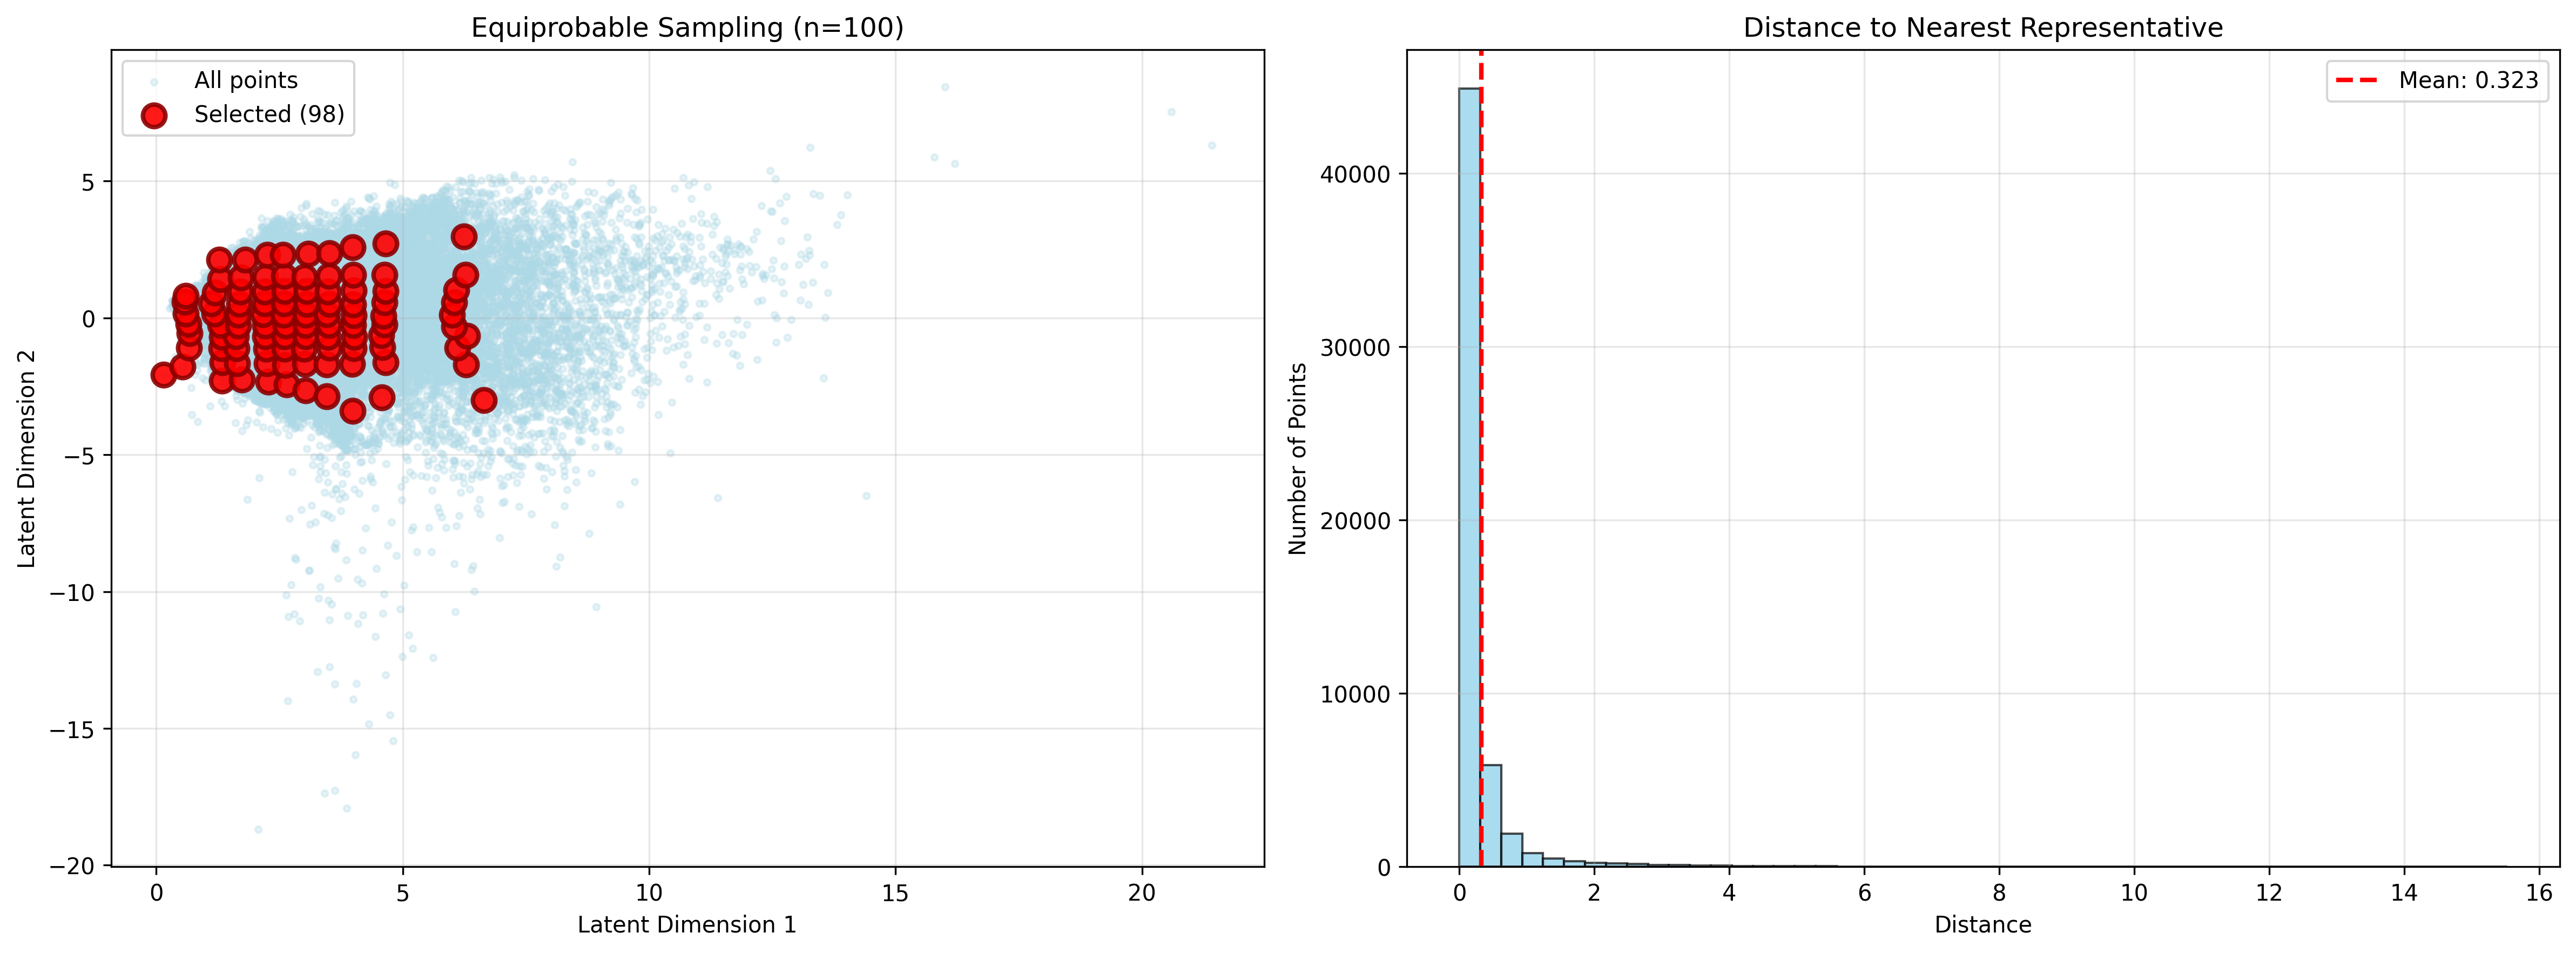 Equiprobable Sampling (n=100)
All points
Selected (98)
5
0
−5
−10
−15
−20
Latent Dimension 2
0
5
10
15
20
Latent Dimension 1
Distance to Nearest Representative
Mean: 0.323
40000
30000
20000
10000
0
Number of Points
0
2
4
6
8
10
12
14
16
Distance